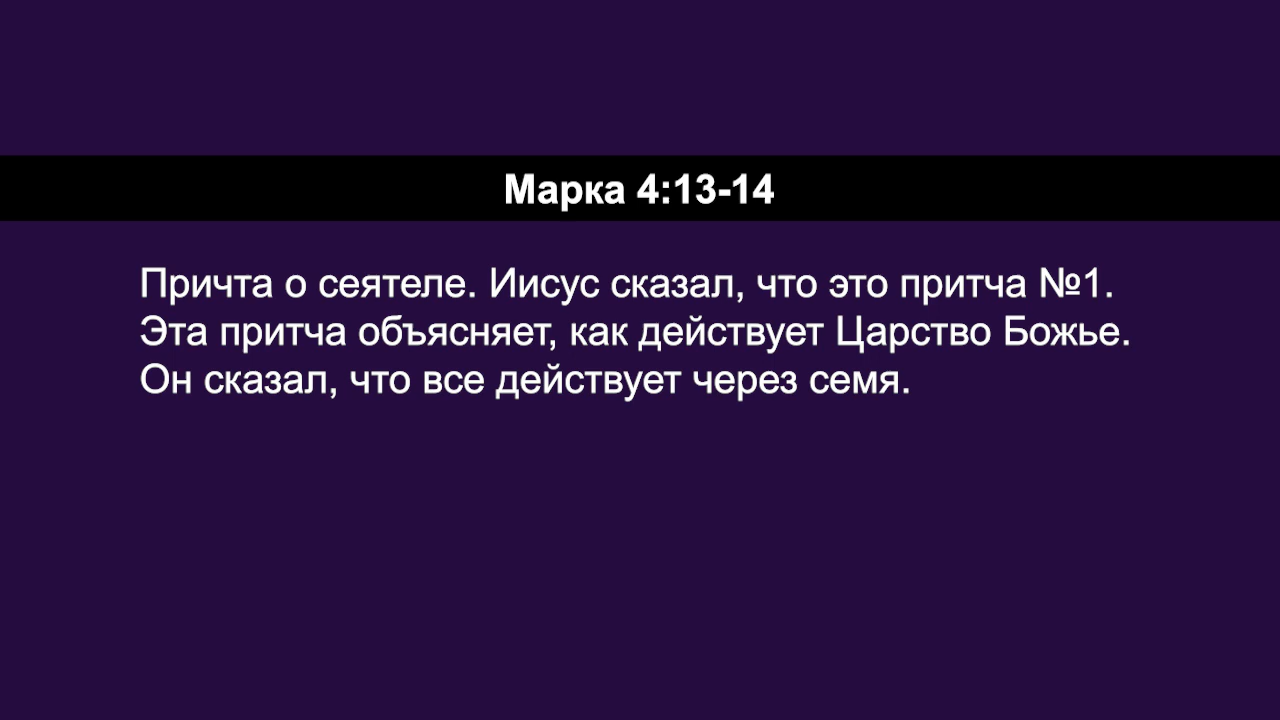 Марка 4:13-14
Причта о сеятеле. Иисус сказал, что это притча №1.
Эта притча объясняет, как действует Царство Божье.
Он сказал, что все действует через семя.